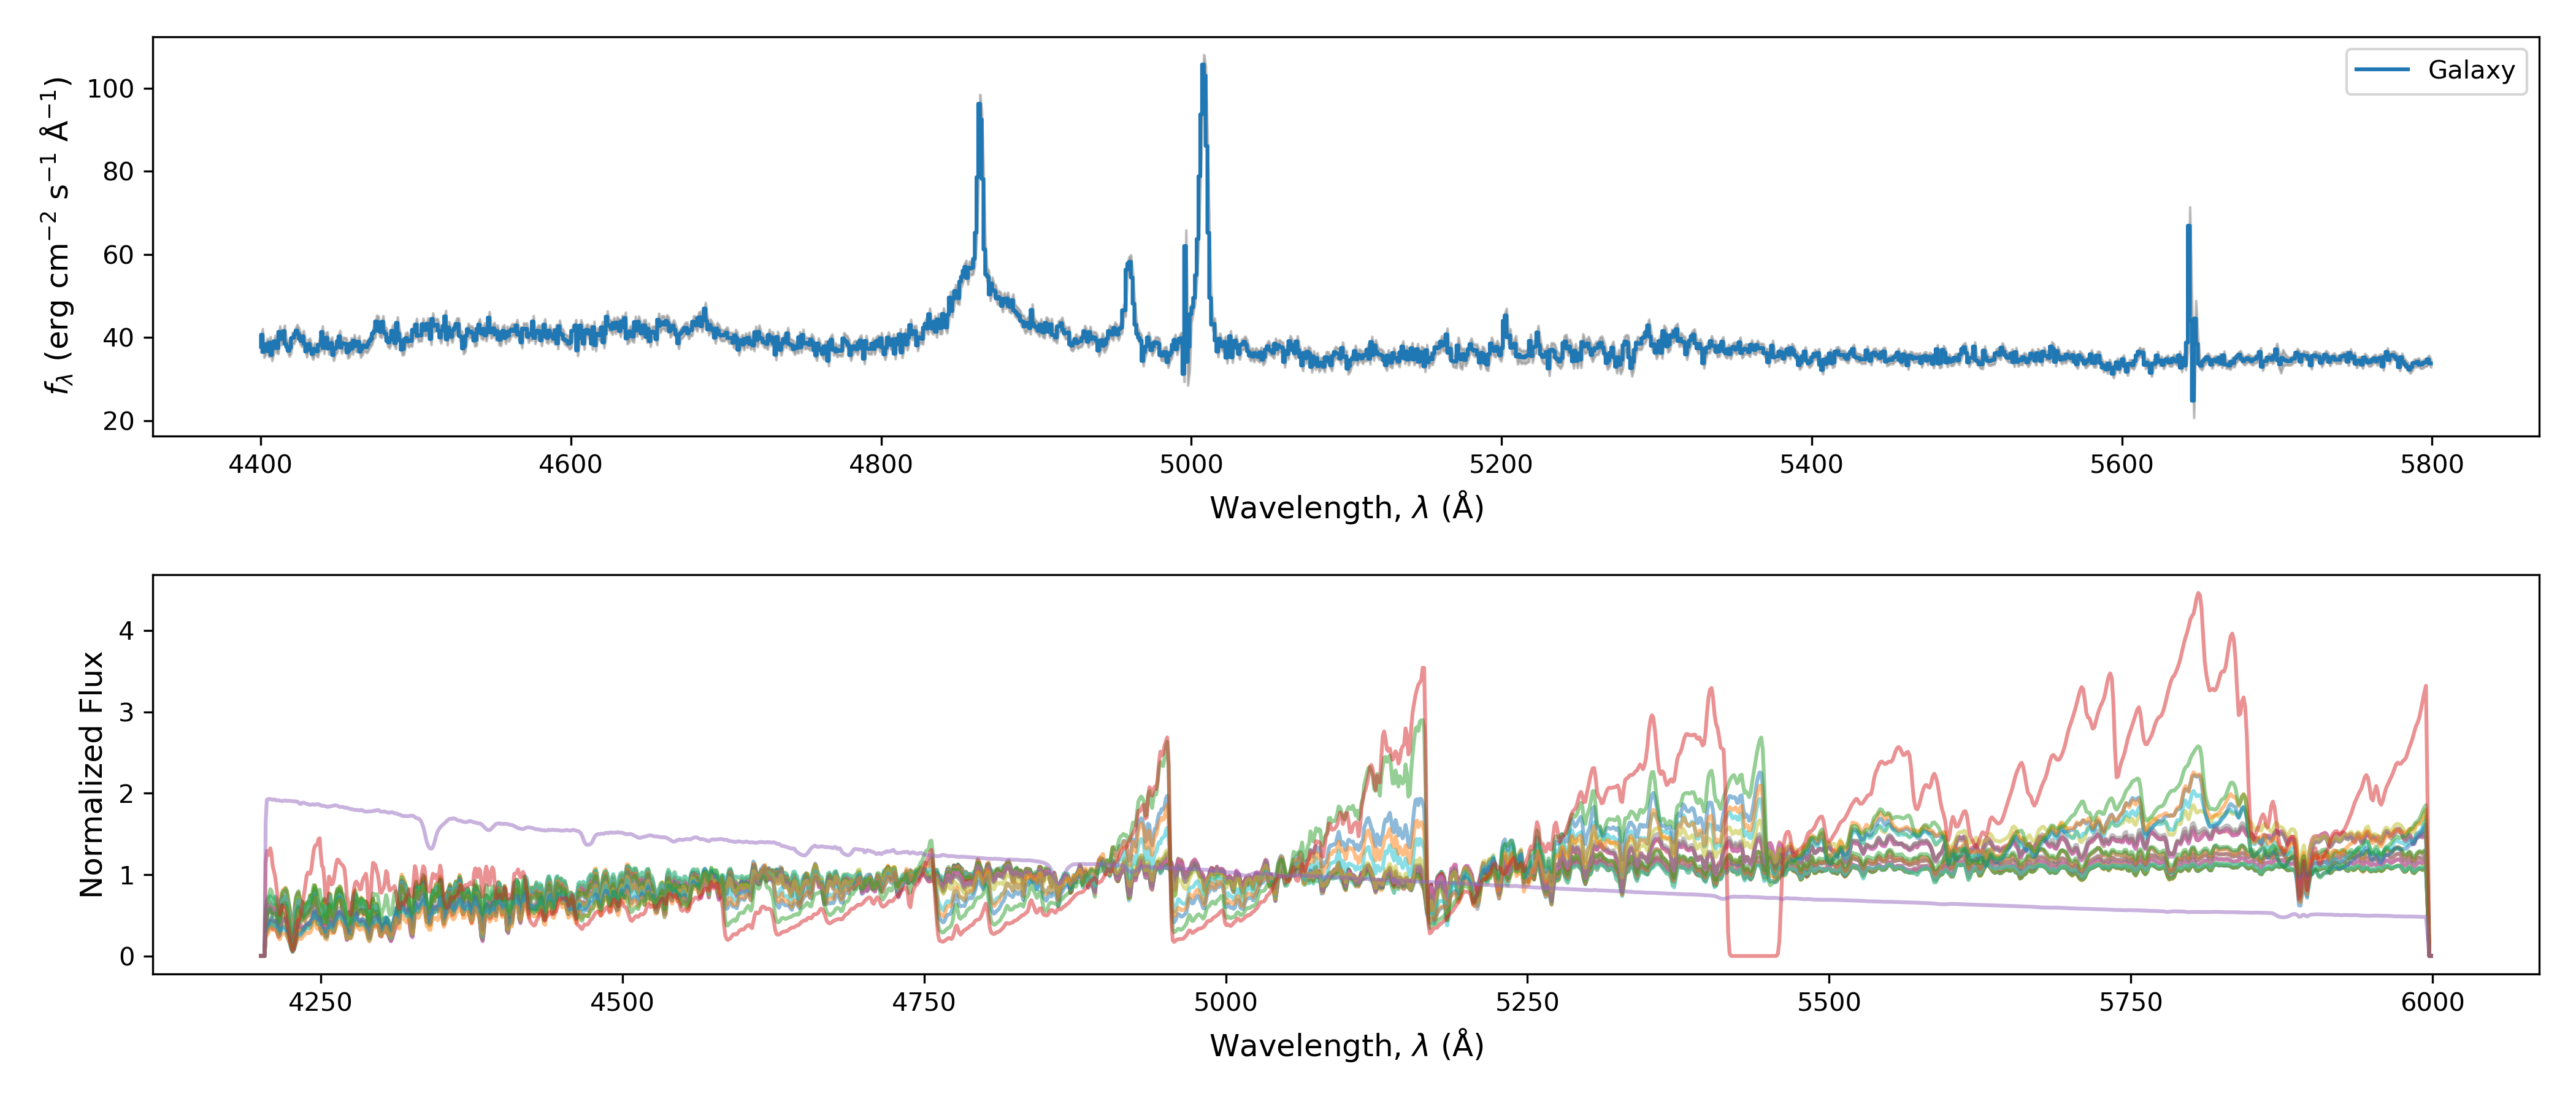 Galaxy
100
80
60
40
20
f_λ (erg cm⁻² s⁻¹ Å⁻¹)
4400 4600 4800 5000 5200 5400 5600 5800
Wavelength, λ (Å)
4
3
2
1
0
Normalized Flux
4250 4500 4750 5000 5250 5500 5750 6000
Wavelength, λ (Å)